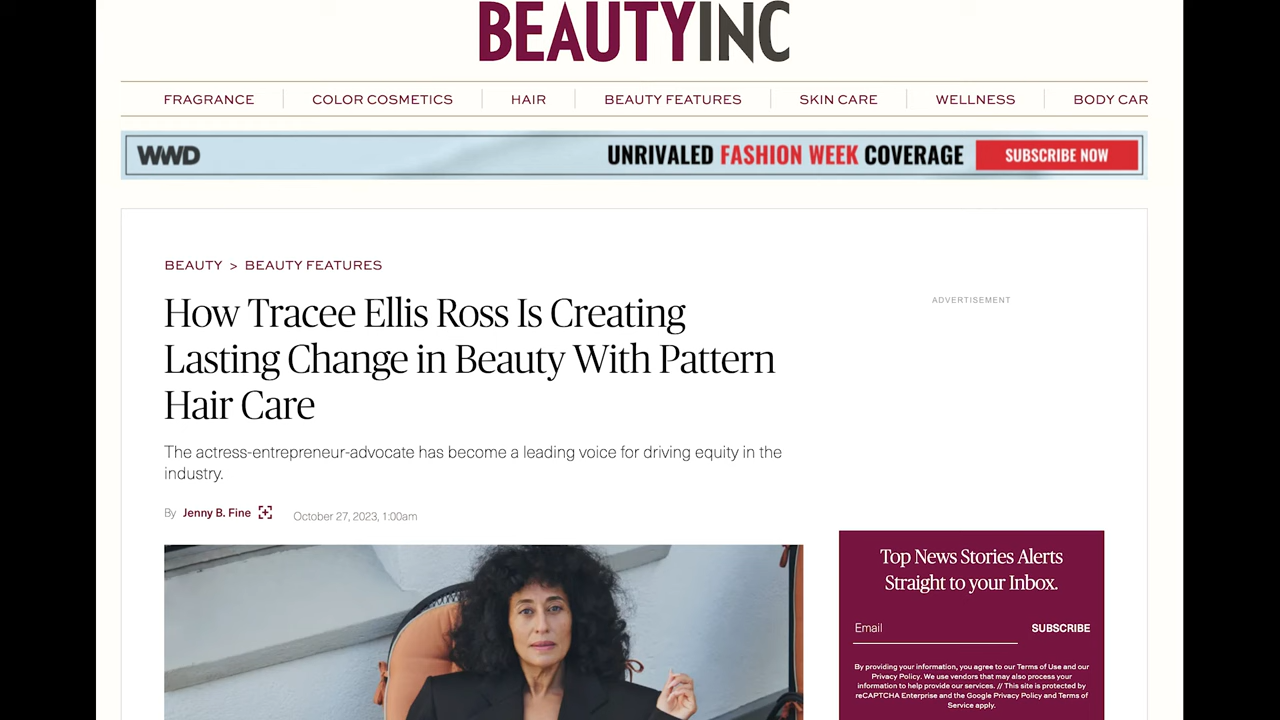 BEAUTYINC
FRAGRANCE
COLOR COSMETICS
HAIR
BEAUTY FEATURES
SKIN CARE
WELLNESS
BODY CAR
WWD
UNRIVALED FASHION WEEK COVERAGE
SUBSCRIBE NOW
BEAUTY > BEAUTY FEATURES
How Tracee Ellis Ross Is Creating
Lasting Change in Beauty With Pattern
Hair Care
The actress-entrepreneur-advocate has become a leading voice for driving equity in the
industry.
By Jenny B. Fine
October 27, 2023, 1:00am
ADVERTISEMENT
Top News Stories Alerts
Straight to your Inbox.
Email
SUBSCRIBE
By providing your information, you agree to our Terms of Use and our
Privacy Policy. We use vendors that may also process your
information to help provide our services. // This site is protected by
reCAPTCHA Enterprise and the Google Privacy Policy and Terms of
Service apply.